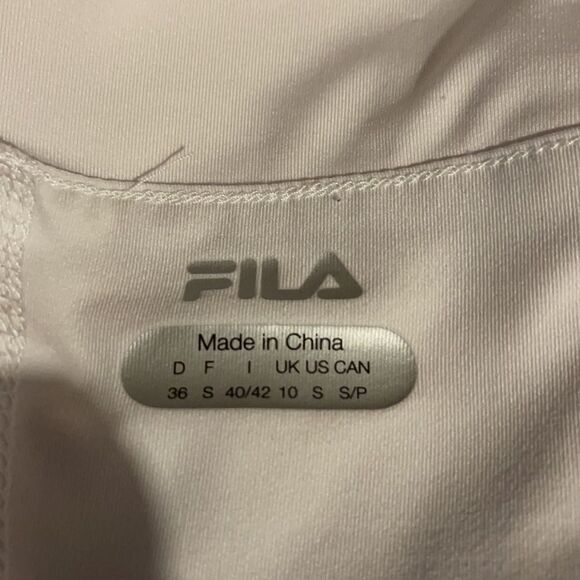 FILA
Made in China
D F I UK US CAN
36 S 40/42 10 S S/P